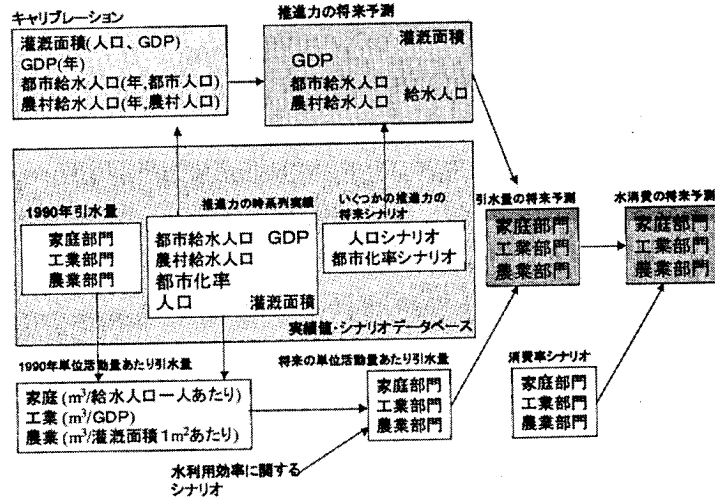 キャリブレーション
灌漑面積(人口、GDP)
GDP(年)
都市給水人口(年,都市人口)
農村給水人口(年,農村人口)
推進力の将来予測
灌漑面積
GDP
都市給水人口
農村給水人口
給水人口
1990年引水量
家庭部門
工業部門
農業部門
推進力の時系列実績
都市給水人口 GDP
農村給水人口
都市化率
人口 灌漑面積
いくつかの推進力の
将来シナリオ
人口シナリオ
都市化率シナリオ
実績値・シナリオデータベース
引水量の将来予測
家庭部門
工業部門
農業部門
水消費の将来予測
家庭部門
工業部門
農業部門
1990年単位活動量あたり引水量
家庭(m³/給水人口一人あたり)
工業(m³/GDP)
農業(m³/灌漑面積1m²あたり)
将来の単位活動量あたり引水量
家庭部門
工業部門
農業部門
消費率シナリオ
家庭部門
工業部門
農業部門
水利用効率に関する
シナリオ